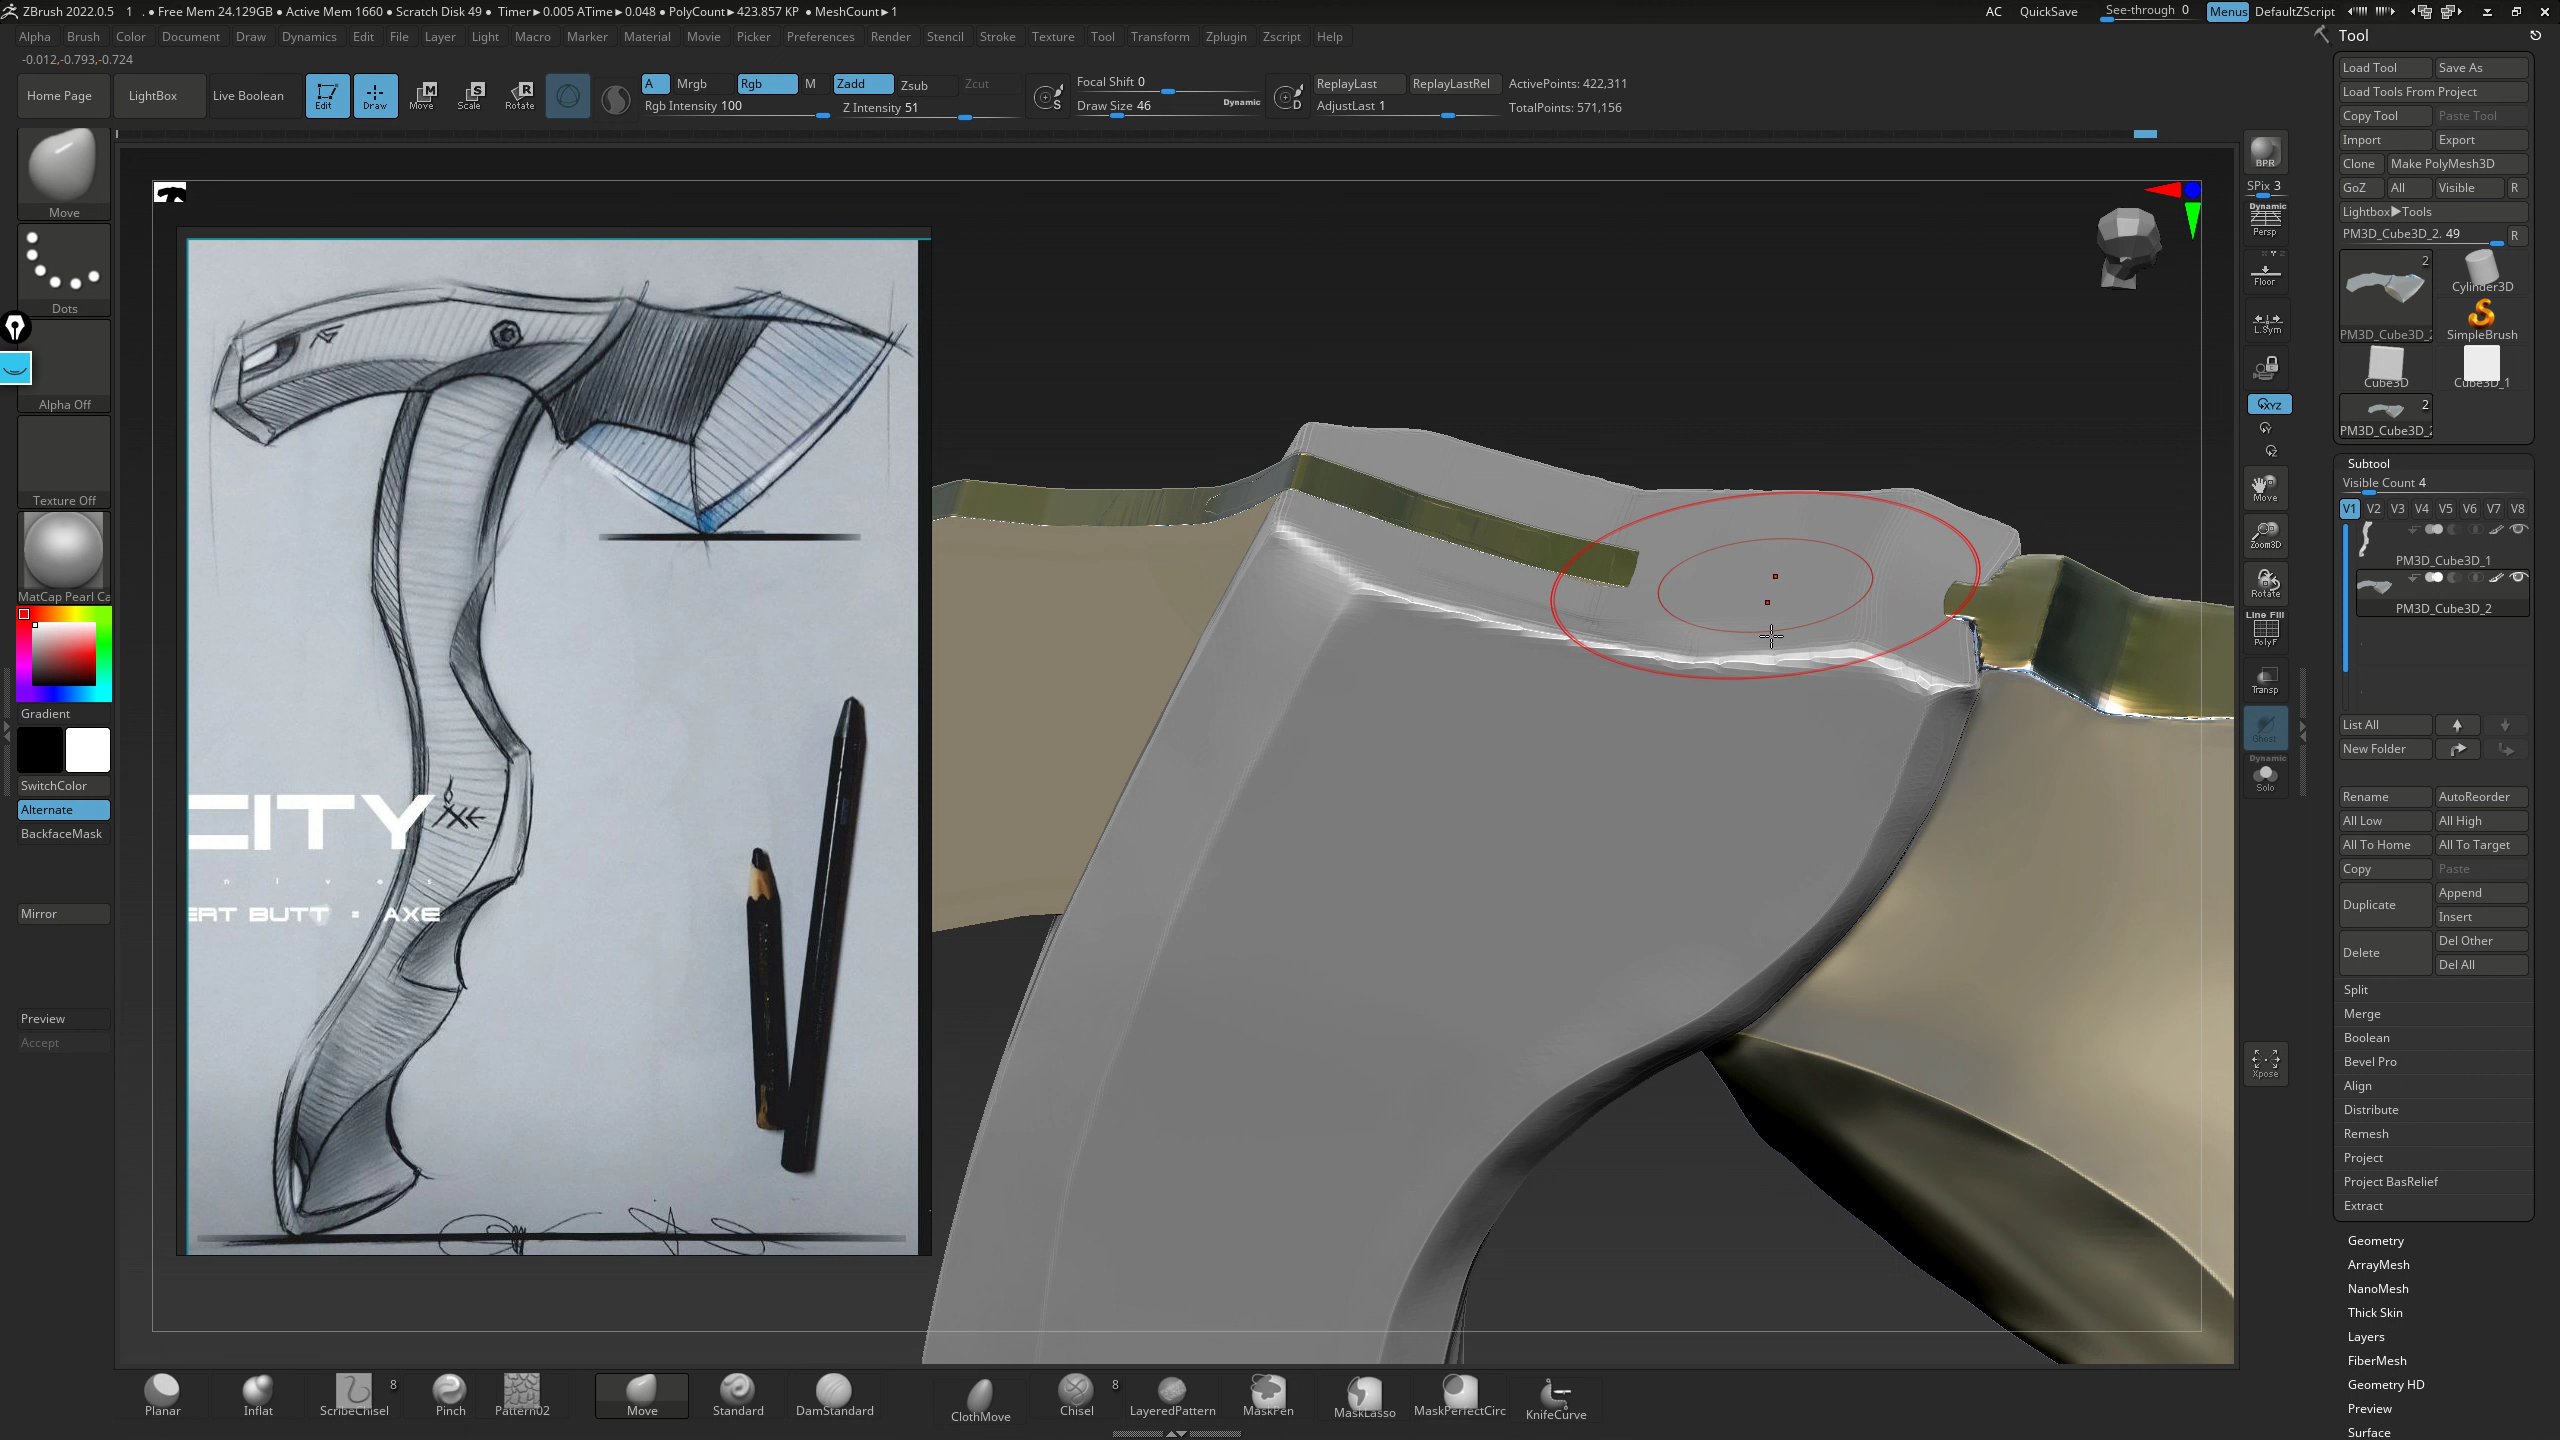 ZBrush 2022.0.5 1 . • Free Mem 24.129GB • Active Mem 1660 • Scratch Disk 49 • Timer►0.005 ATime►0.048 • PolyCount►423.857 KP • MeshCount►1
AC QuickSave See-through 0 Menus DefaultZScript
Alpha Brush Color Document Draw Dynamics Edit File Layer Light Macro Marker Material Movie Picker Preferences Render Stencil Stroke Texture Tool Transform Zplugin Zscript Help
-0.012,-0.793,-0.724
Home Page LightBox Live Boolean Edit Draw Move Scale Rotate
A Mrgb Rgb M Zadd Zsub Zcut
Rgb Intensity 100 Z Intensity 51
Focal Shift 0
Draw Size 46 Dynamic
ReplayLast ReplayLastRel
AdjustLast 1
ActivePoints: 422,311
TotalPoints: 571,156
Move
Dots
Alpha Off
Texture Off
MatCap Pearl Ca
Gradient
SwitchColor
Alternate
BackfaceMask
Mirror
Preview
Accept
CITY
n i v e s
ERT BUTT : AXE
BPR
SPix 3
Dynamic
Persp
Floor
L.Sym
XYZ
Move
Zoom3D
Rotate
Line Fill
PolyF
Transp
Ghost
Dynamic
Solo
Xpose
Tool
Load Tool Save As
Load Tools From Project
Copy Tool Paste Tool
Import Export
Clone Make PolyMesh3D
GoZ All Visible R
Lightbox►Tools
PM3D_Cube3D_2. 49 R
2
Cylinder3D
PM3D_Cube3D_2 SimpleBrush
Cube3D Cube3D_1
2
PM3D_Cube3D_2
Subtool
Visible Count 4
V1 V2 V3 V4 V5 V6 V7 V8
PM3D_Cube3D_1
PM3D_Cube3D_2
List All
New Folder
Rename AutoReorder
All Low All High
All To Home All To Target
Copy Paste
Duplicate Append
Insert
Delete Del Other
Del All
Split
Merge
Boolean
Bevel Pro
Align
Distribute
Remesh
Project
Project BasRelief
Extract
Geometry
ArrayMesh
NanoMesh
Thick Skin
Layers
FiberMesh
Geometry HD
Preview
Surface
Planar Inflat ScribeChisel 8 Pinch Pattern02 Move Standard DamStandard ClothMove Chisel 8 LayeredPattern MaskPen MaskLasso MaskPerfectCirc KnifeCurve